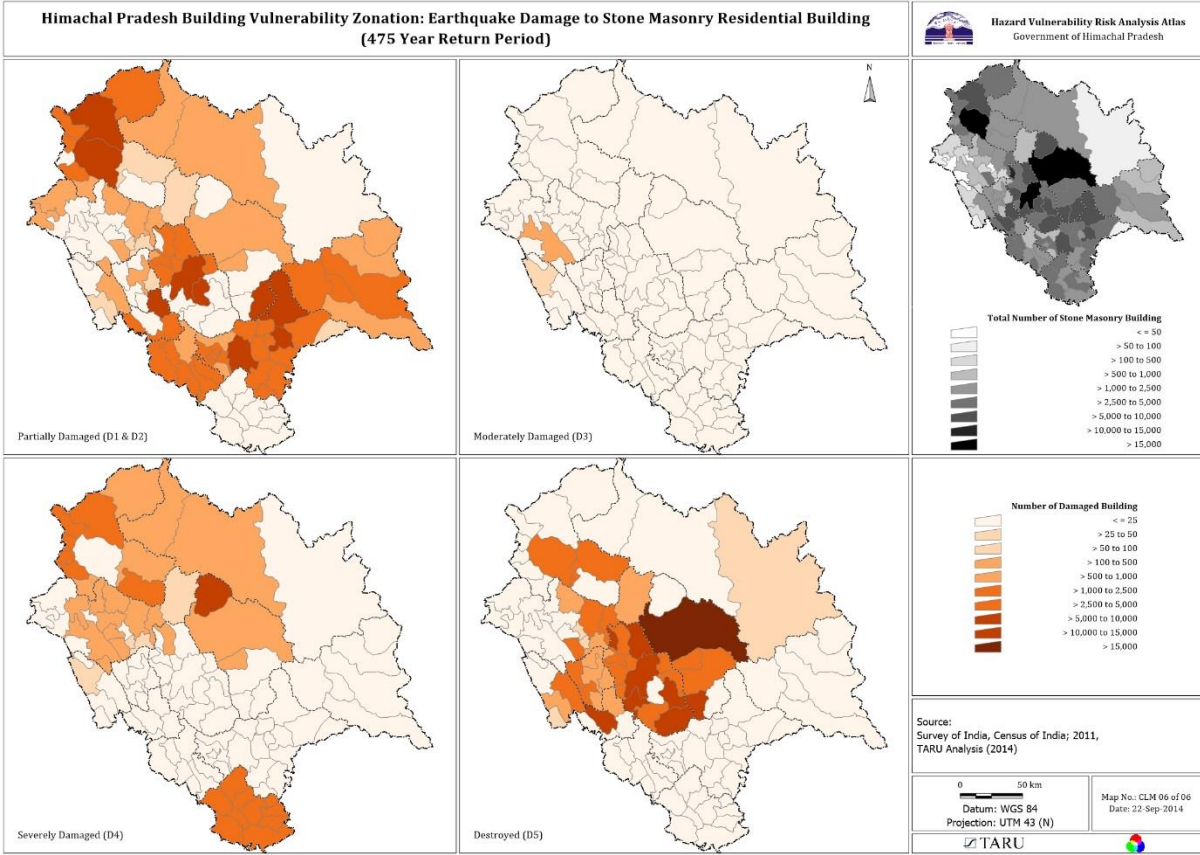 Himachal Pradesh Building Vulnerability Zonation: Earthquake Damage to Stone Masonry Residential Building
(475 Year Return Period)
Hazard Vulnerability Risk Analysis Atlas
Government of Himachal Pradesh
N
Partially Damaged (D1 & D2)
Moderately Damaged (D3)
Total Number of Stone Masonry Building
< = 50
> 50 to 100
> 100 to 500
> 500 to 1,000
> 1,000 to 2,500
> 2,500 to 5,000
> 5,000 to 10,000
> 10,000 to 15,000
> 15,000
Severely Damaged (D4)
Destroyed (D5)
Number of Damaged Building
< = 25
> 25 to 50
> 50 to 100
> 100 to 500
> 500 to 1,000
> 1,000 to 2,500
> 2,500 to 5,000
> 5,000 to 10,000
> 10,000 to 15,000
> 15,000
Source:
Survey of India, Census of India; 2011,
TARU Analysis (2014)
0 50 km
Datum: WGS 84
Projection: UTM 43 (N)
Map No.: CLM 06 of 06
Date: 22-Sep-2014
TARU